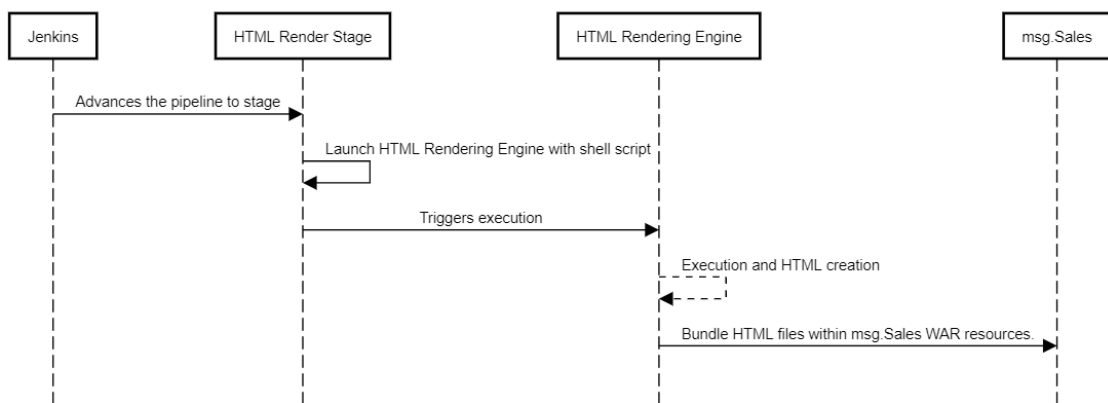 Jenkins
HTML Render Stage
HTML Rendering Engine
msg.Sales
Advances the pipeline to stage
Launch HTML Rendering Engine with shell script
Triggers execution
Execution and HTML creation
Bundle HTML files within msg.Sales WAR resources.